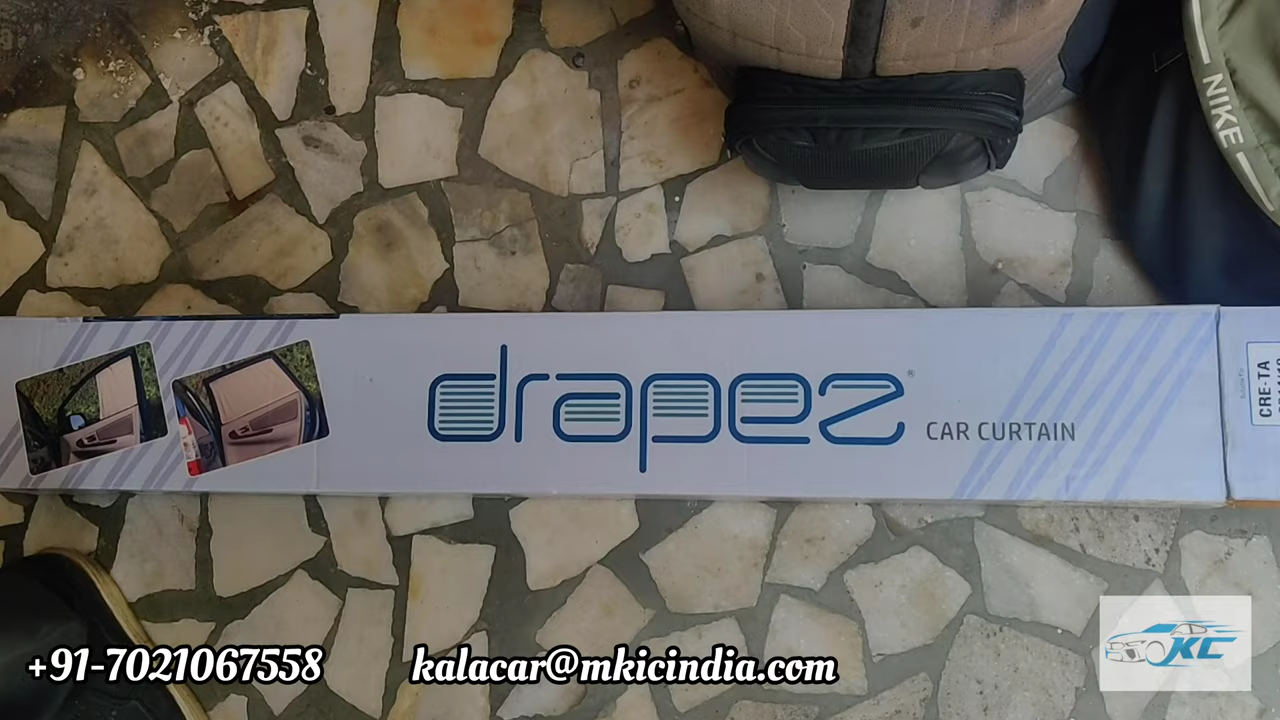 NIKE
drapez®
CAR CURTAIN
CRE-TA
+91-7021067558
kalacar@mkicindia.com
KC